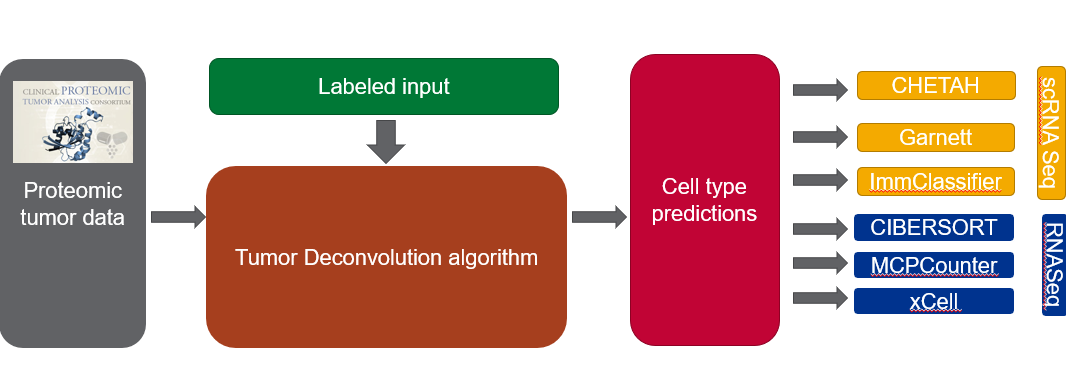 CLINICAL PROTEOMIC
TUMOR ANALYSIS CONSORTIUM
Proteomic
tumor data
Labeled input
Tumor Deconvolution algorithm
Cell type
predictions
CHETAH
Garnett
ImmClassifier
scRNA Seq
CIBERSORT
MCPCounter
xCell
RNASeq